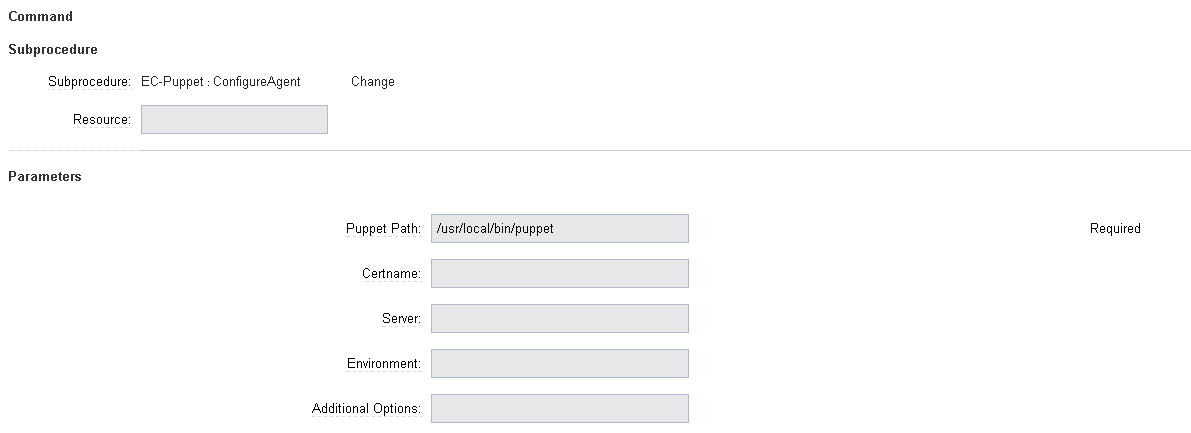 Command
Subprocedure
Subprocedure: EC-Puppet : ConfigureAgent Change
Resource:
Parameters
Puppet Path: /usr/local/bin/puppet Required
Certname:
Server:
Environment:
Additional Options: